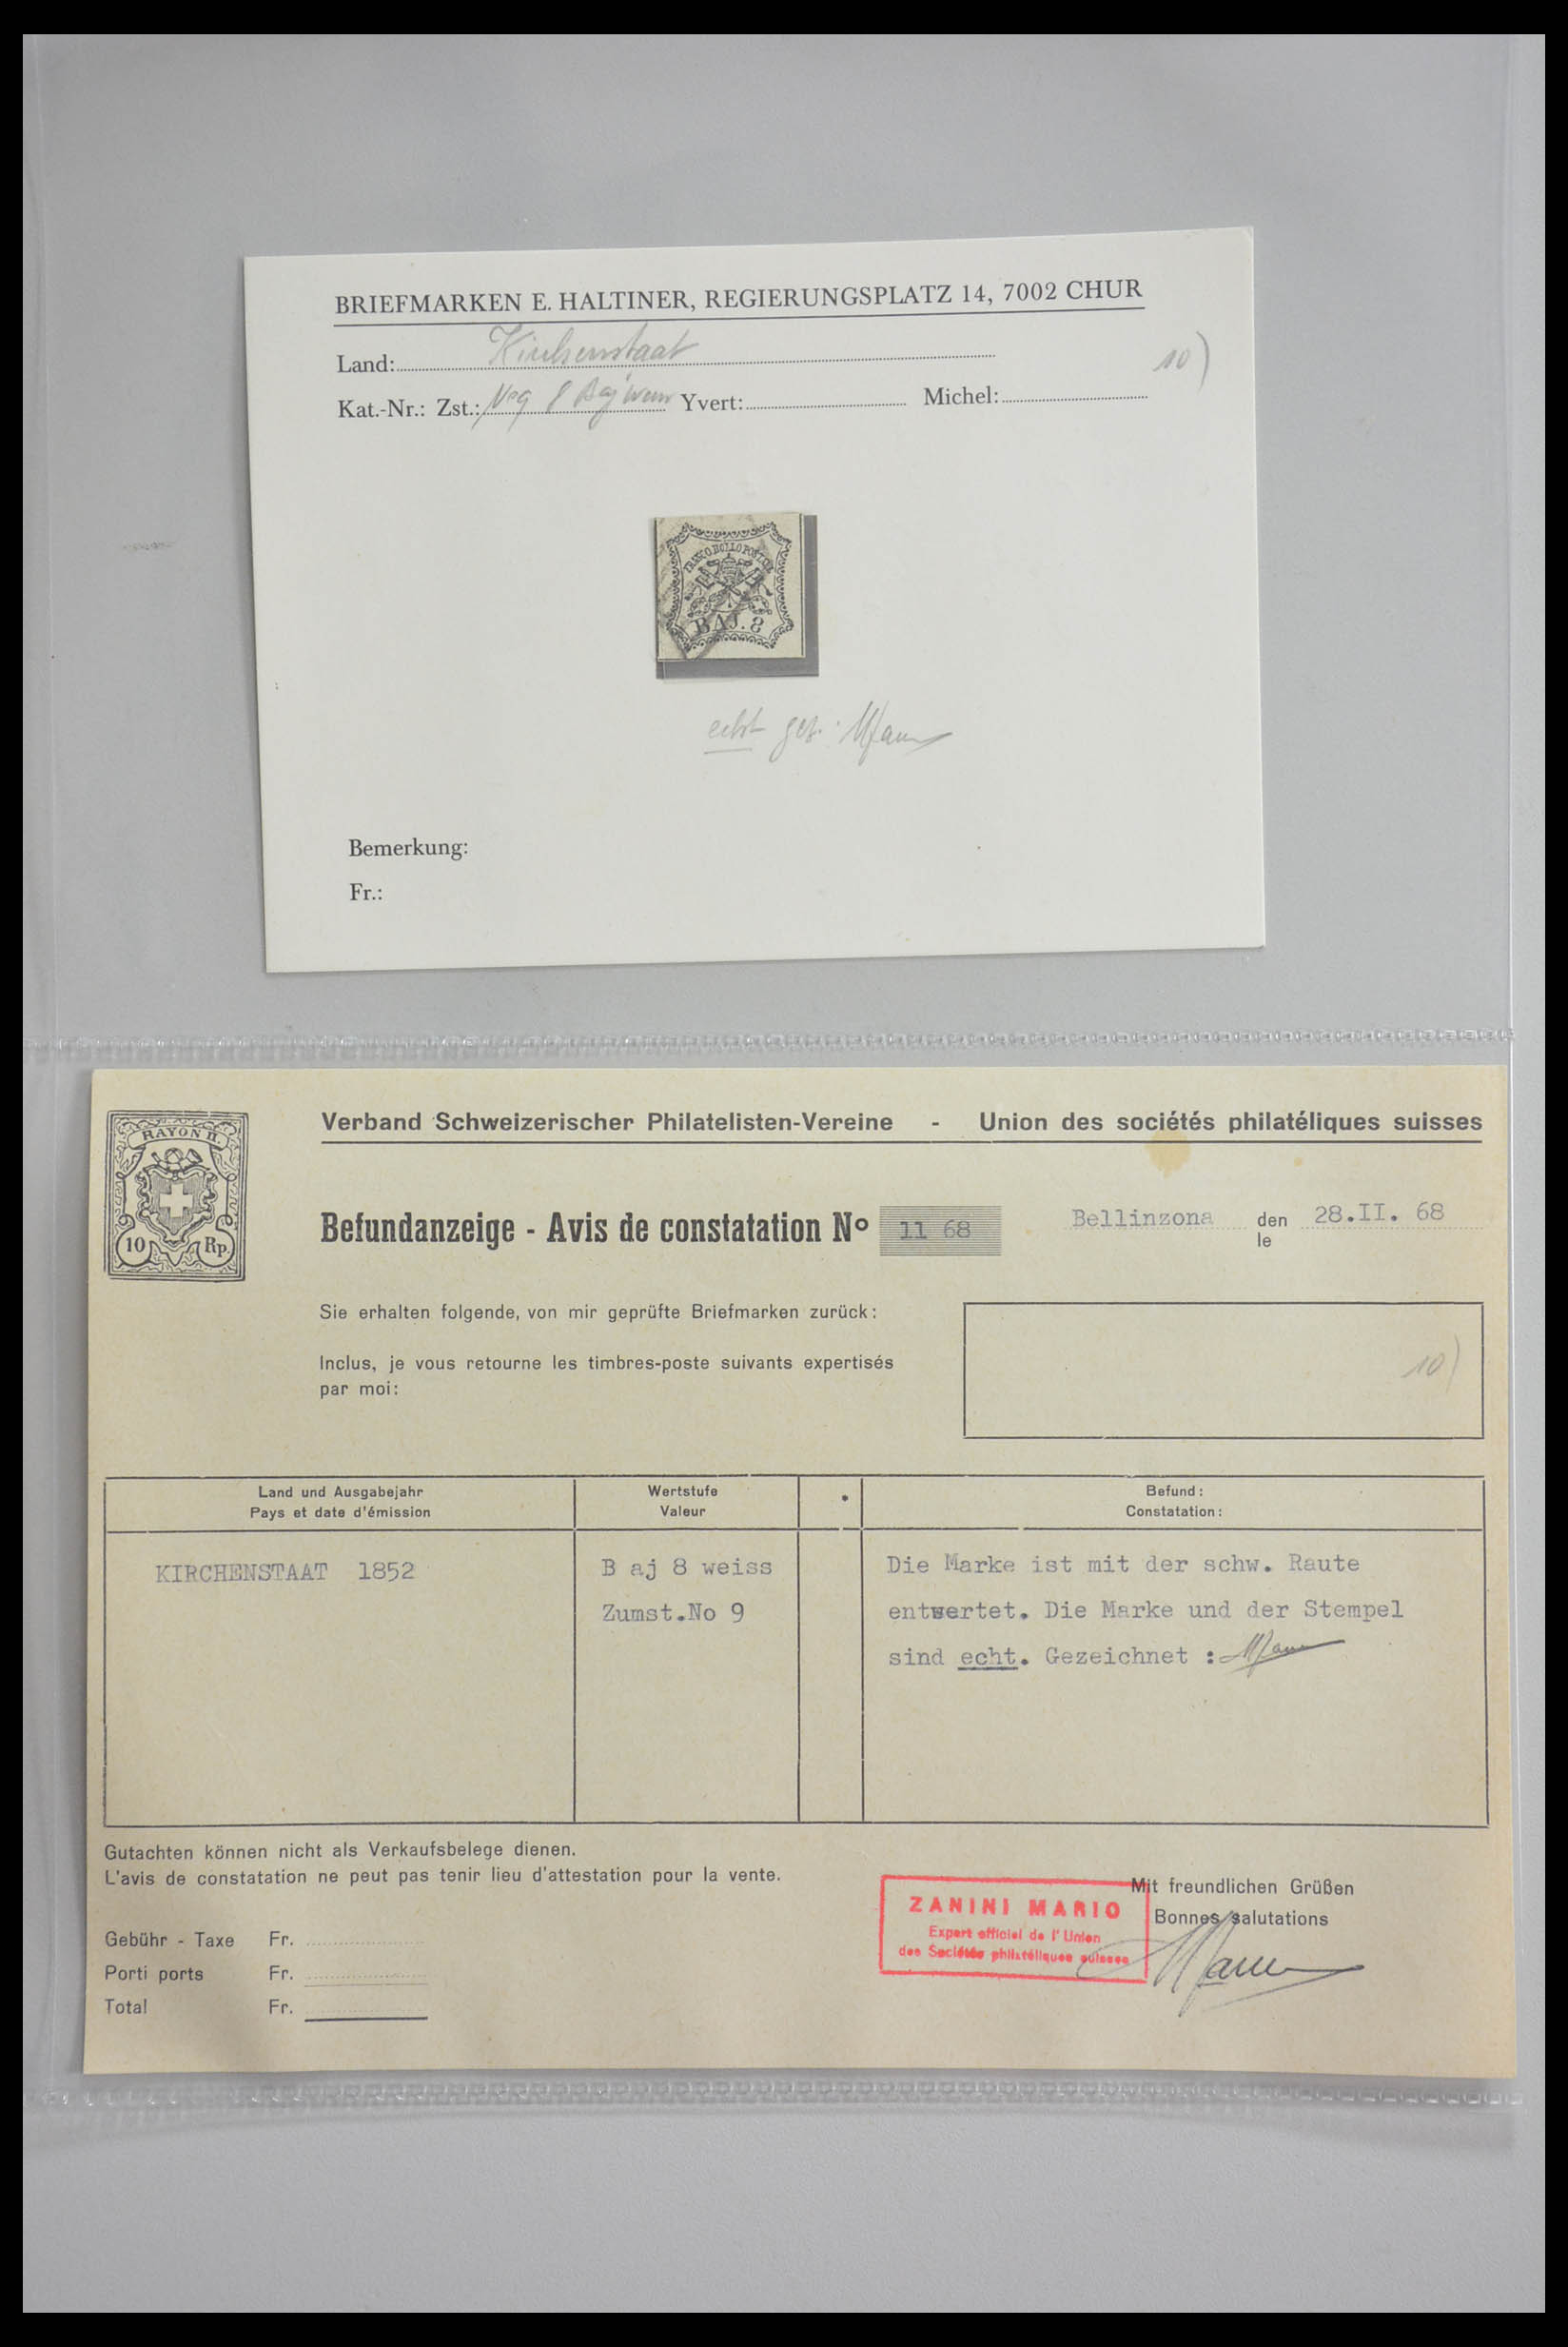 BRIEFMARKEN E. HALTINER, REGIERUNGSPLATZ 14, 7002 CHUR
Land: Kirchenstaat
10)
Kat.-Nr.: Zst.: No 9 8 Baj weiss Yvert: Michel:
FRANCO BOLLO POSTALE
BAJ. 8
echt gez.
Bemerkung:
Fr.:
RAYON II.
10 Rp.
Verband Schweizerischer Philatelisten-Vereine - Union des sociétés philatéliques suisses
Befundanzeige - Avis de constatation No 11 68
Bellinzona den 28.II. 68
le
Sie erhalten folgende, von mir geprüfte Briefmarken zurück:
Inclus, je vous retourne les timbres-poste suivants expertisés
par moi:
10)
Land und Ausgabejahr Wertstufe Befund:
Pays et date d'émission Valeur Constatation:
KIRCHENSTAAT 1852 B aj 8 weiss Die Marke ist mit der schw. Raute
Zumst.No 9 entwertet. Die Marke und der Stempel
sind echt. Gezeichnet :
Gutachten können nicht als Verkaufsbelege dienen.
L'avis de constatation ne peut pas tenir lieu d'attestation pour la vente.
Mit freundlichen Grüßen
Bonnes salutations
ZANINI MARIO
Expert officiel de l'Union
des Sociétés philatéliques suisses
Gebühr - Taxe Fr.
Porti ports Fr.
Total Fr.